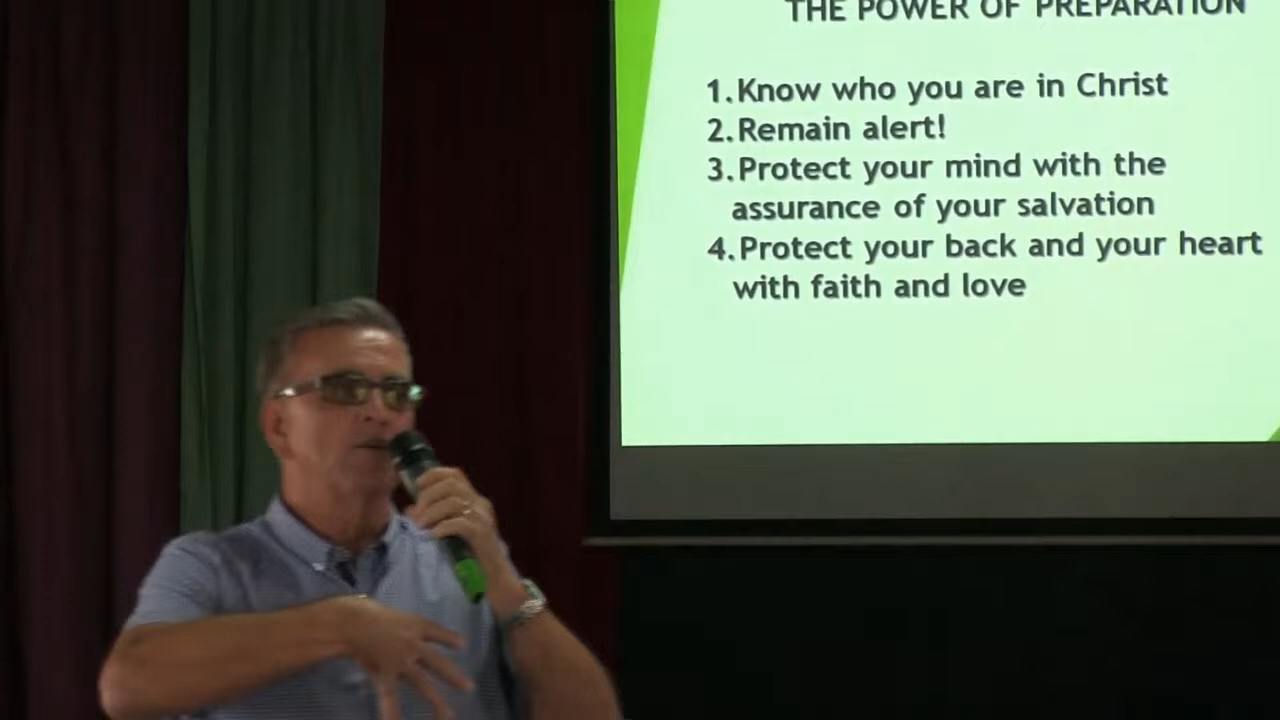 THE POWER OF PREPARATION
1. Know who you are in Christ
2. Remain alert!
3. Protect your mind with the
assurance of your salvation
4. Protect your back and your heart
with faith and love